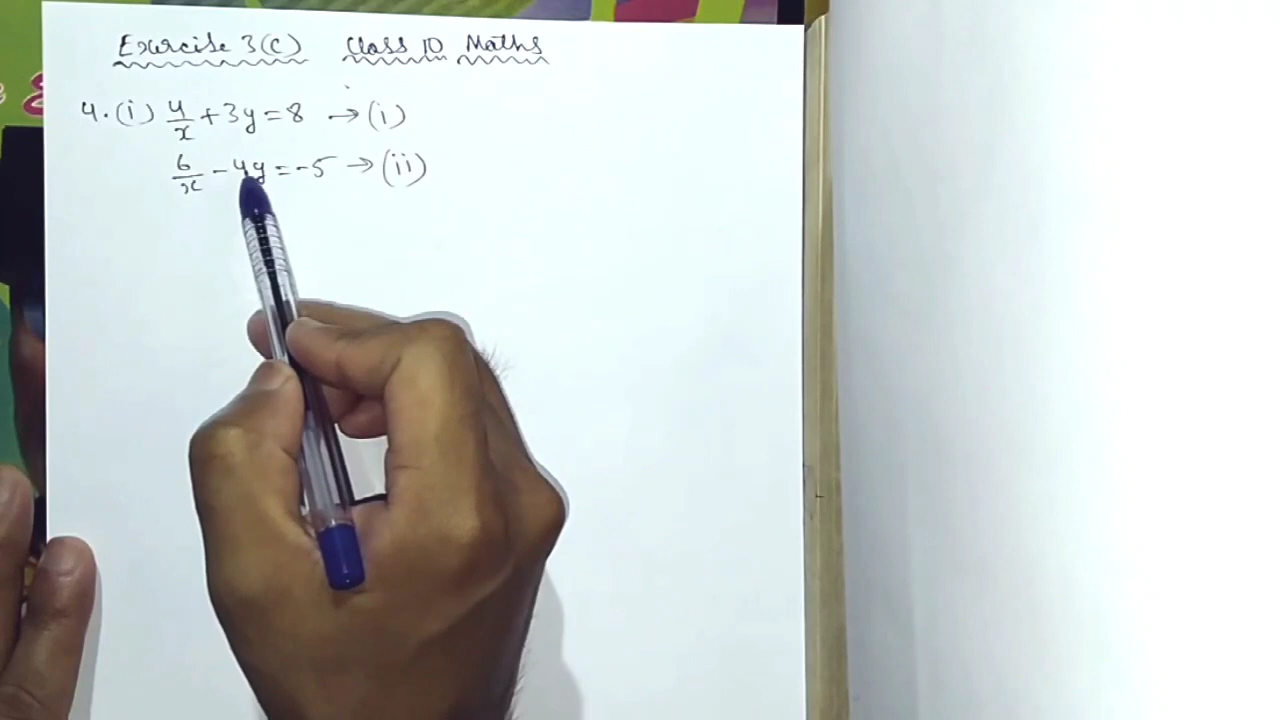 Exercise 3(C) Class 10 Maths
4.(i) 4/x + 3y = 8 → (i)
6/x - 4y = -5 → (ii)